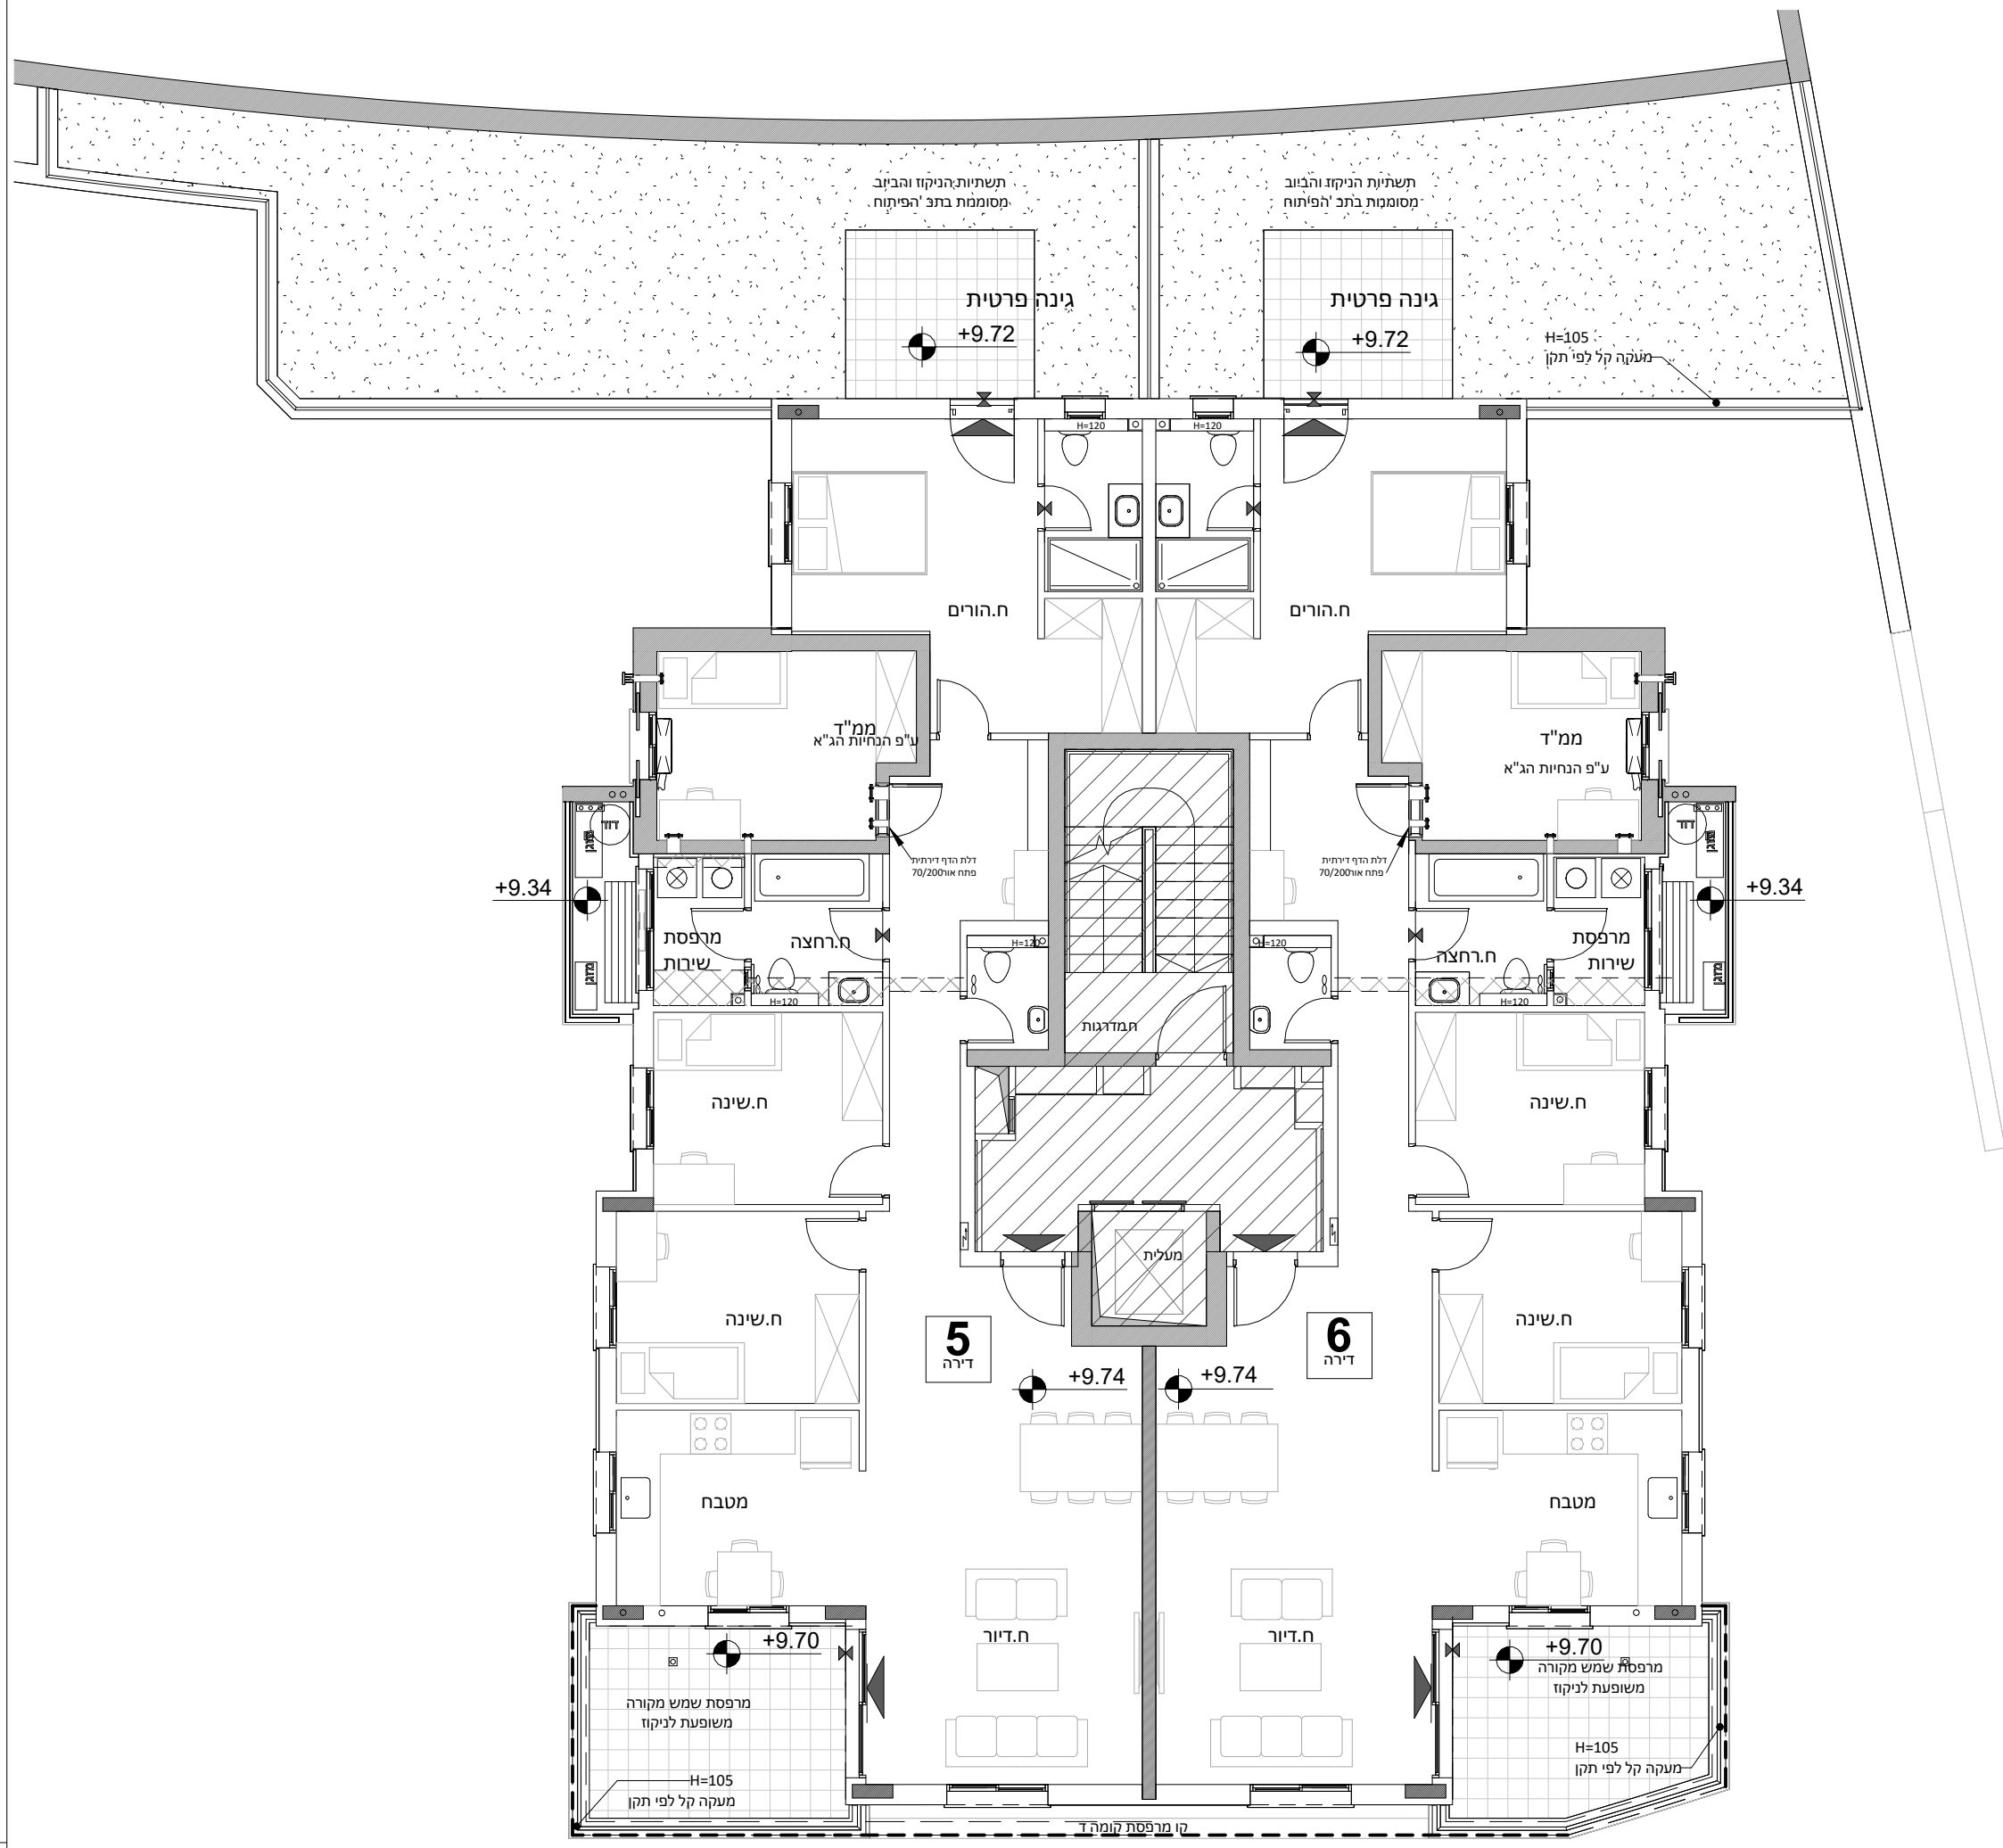 תשתיות הניקוז והביוב
מסומנות בתכ 'הפיתוח
תשתיות הניקוז והביוב
מסומנות בתכ 'הפיתוח
גינה פרטית
+9.72
גינה פרטית
+9.72
H=105
מעקה קל לפי תקן
H=120
H=120
ח.הורים
ח.הורים
ממ"ד
ע"פ הנחיות הג"א
ממ"ד
ע"פ הנחיות הג"א
דוד
מזגן
דוד
מזגן
דלת הדף דירתית
פתח אור70/200
דלת הדף דירתית
פתח אור70/200
+9.34
+9.34
מרפסת
שירות
ח.רחצה
H=120
H=120
ח.רחצה
מרפסת
שירות
מזגן
מזגן
H=120
H=120
ח.מדרגות
ח.שינה
ח.שינה
מעלית
ח.שינה
ח.שינה
5
דירה
6
דירה
+9.74
+9.74
מטבח
מטבח
ח.דיור
ח.דיור
+9.70
מרפסת שמש מקורה
משופעת לניקוז
+9.70
מרפסת שמש מקורה
משופעת לניקוז
H=105
מעקה קל לפי תקן
H=105
מעקה קל לפי תקן
קו מרפסת קומה ד